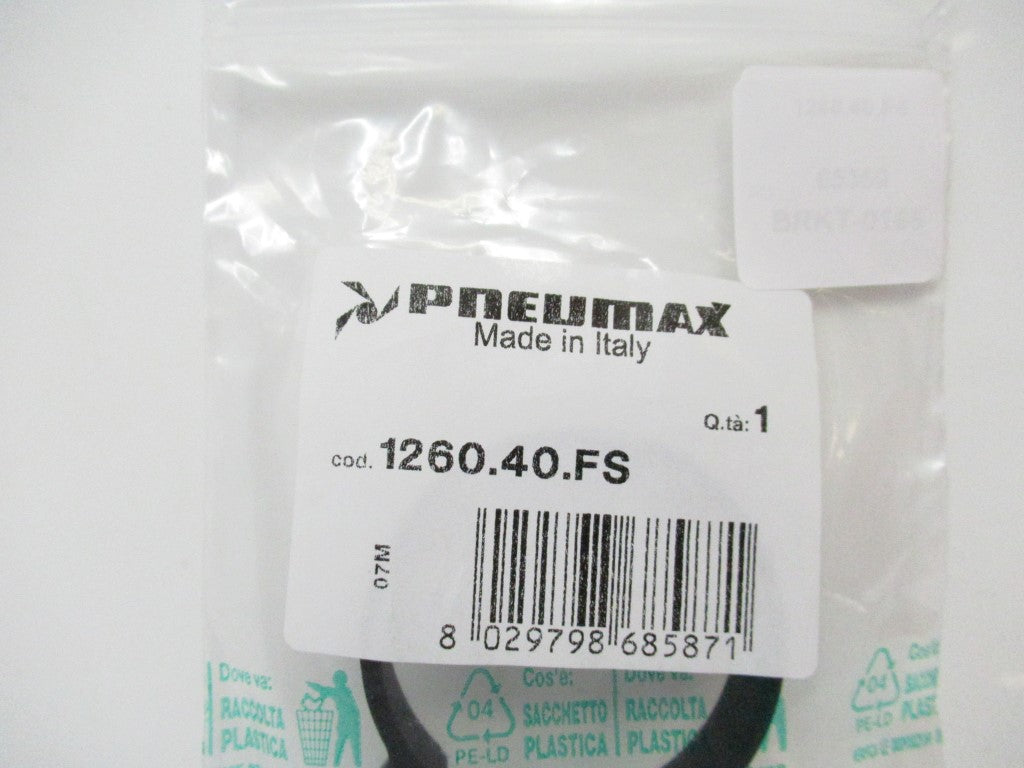 PNEUMAX
Made in Italy
Q.tà: 1
cod. 1260.40.FS
07M
8 029798 685871
Dove va:
RACCOLTA
PLASTICA
04
PE-LD
Cos'è:
SACCHETTO
PLASTICA
Dove va:
RACCOLTA
PLASTICA
04
PE-LD
Cos'è: